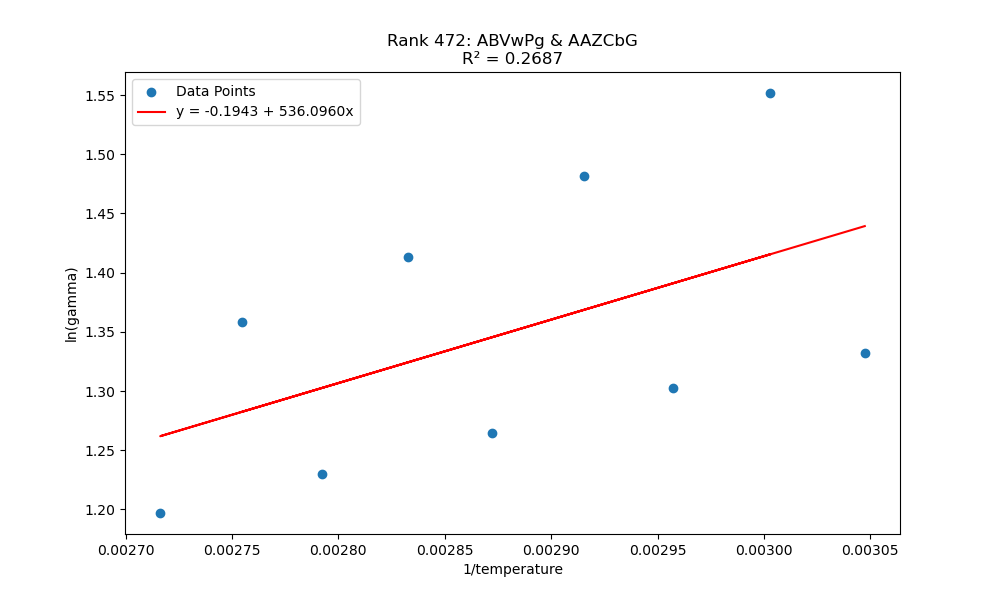 Rank 472: ABVwPg & AAZCbG
R² = 0.2687
Data Points
y = -0.1943 + 536.0960x
1.55
1.50
1.45
1.40
1.35
1.30
1.25
1.20
ln(gamma)
0.00270 0.00275 0.00280 0.00285 0.00290 0.00295 0.00300 0.00305
1/temperature